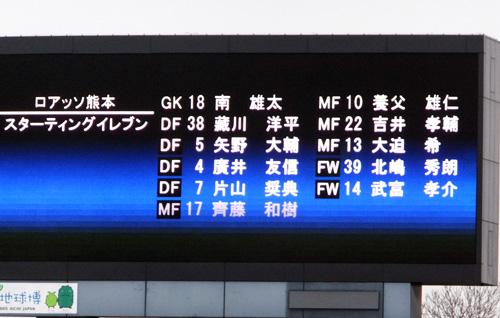 ロアッソ熊本
スターティングイレブン
GK 18 南 雄太
DF 38 藏川 洋平
DF 5 矢野 大輔
DF 4 廣井 友信
DF 7 片山 奨典
MF 17 齊藤 和樹
MF 10 養父 雄仁
MF 22 吉井 孝輔
MF 13 大迫 希
FW 39 北嶋 秀朗
FW 14 武富 孝介
地球博